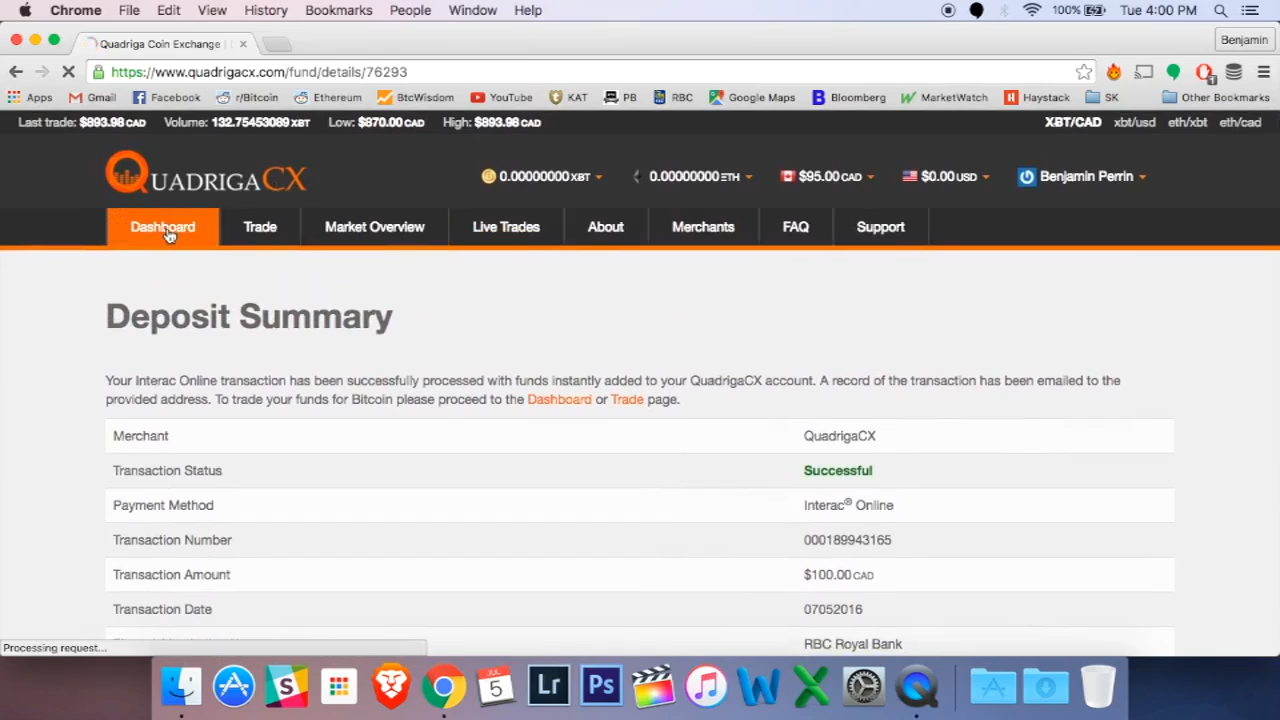 Chrome File Edit View History Bookmarks People Window Help 100% Tue 4:00 PM
Quadriga Coin Exchange | Benjamin
https://www.quadrigacx.com/fund/details/76293
Apps Gmail Facebook r/Bitcoin Ethereum BtcWisdom YouTube KAT PB RBC Google Maps Bloomberg MarketWatch Haystack SK Other Bookmarks
Last trade: $893.98 CAD Volume: 132.75453089 XBT Low: $870.00 CAD High: $893.98 CAD XBT/CAD xbt/usd eth/xbt eth/cad
QUADRIGACX 0.00000000 XBT 0.00000000 ETH $95.00 CAD $0.00 USD Benjamin Perrin
Dashboard Trade Market Overview Live Trades About Merchants FAQ Support
Deposit Summary
Your Interac Online transaction has been successfully processed with funds instantly added to your QuadrigaCX account. A record of the transaction has been emailed to the
provided address. To trade your funds for Bitcoin please proceed to the Dashboard or Trade page.
Merchant QuadrigaCX
Transaction Status Successful
Payment Method Interac® Online
Transaction Number 000189943165
Transaction Amount $100.00 CAD
Transaction Date 07052016
RBC Royal Bank
Processing request...
JUL
5
Lr Ps